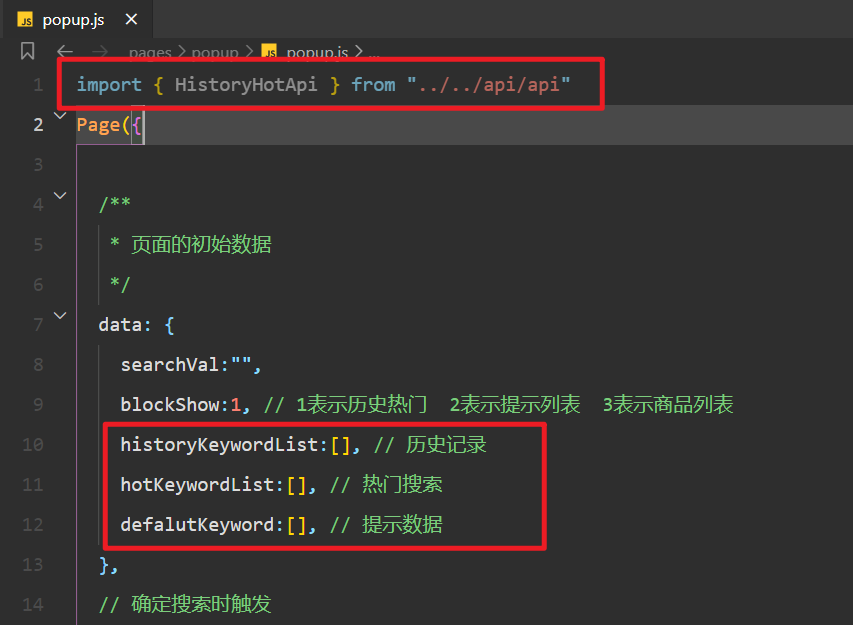 JS popup.js ×
pages > popup > JS popup.js > ...
1 import { HistoryHotApi } from "../../api/api"
2 Page({
3
4 /**
5 * 页面的初始数据
6 */
7 data: {
8 searchVal:"",
9 blockShow:1, // 1表示历史热门 2表示提示列表 3表示商品列表
10 historyKeywordList:[], // 历史记录
11 hotKeywordList:[], // 热门搜索
12 defalutKeyword:[], // 提示数据
13 },
14 // 确定搜索时触发